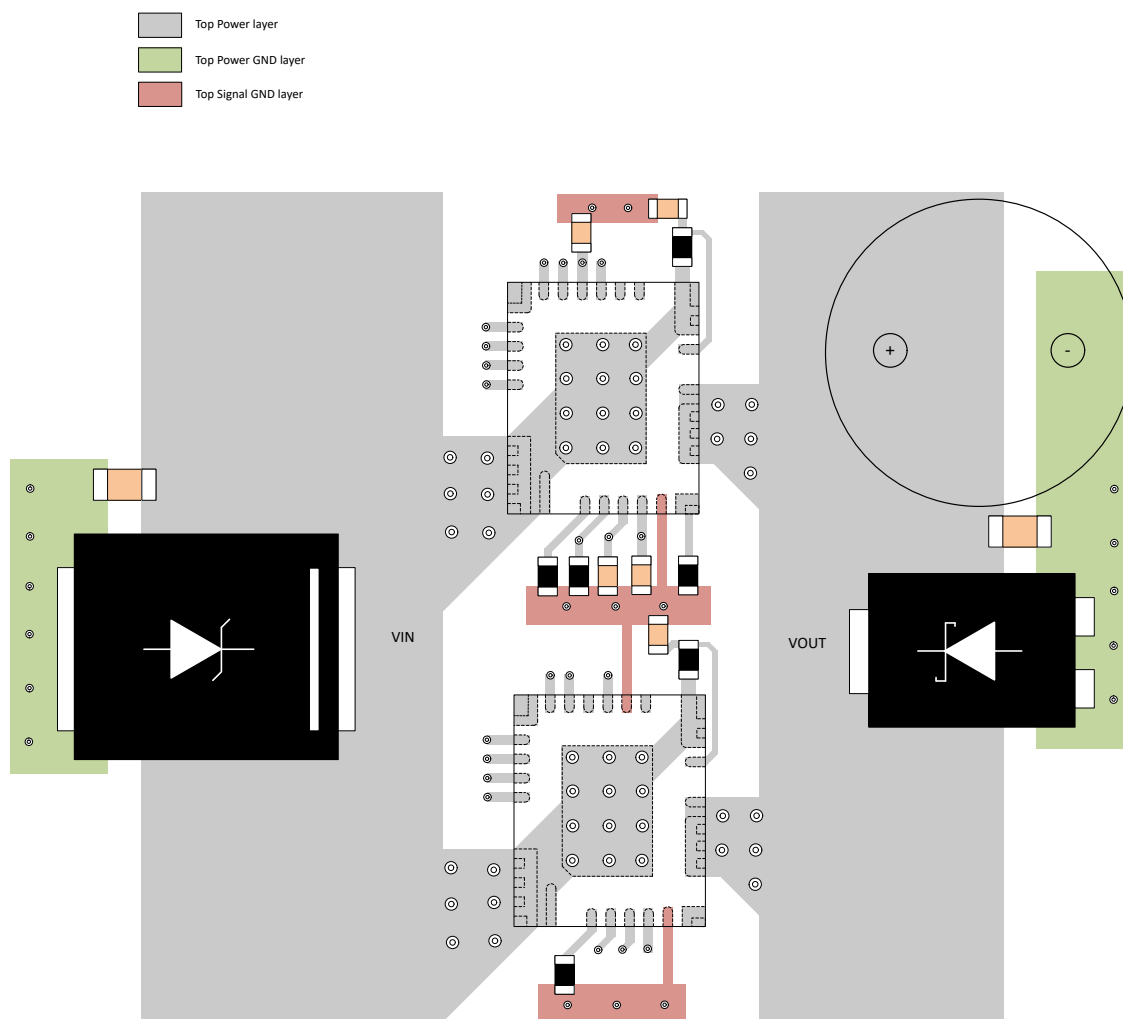 Top Power layer
Top Power GND layer
Top Signal GND layer
+
-
VIN
VOUT